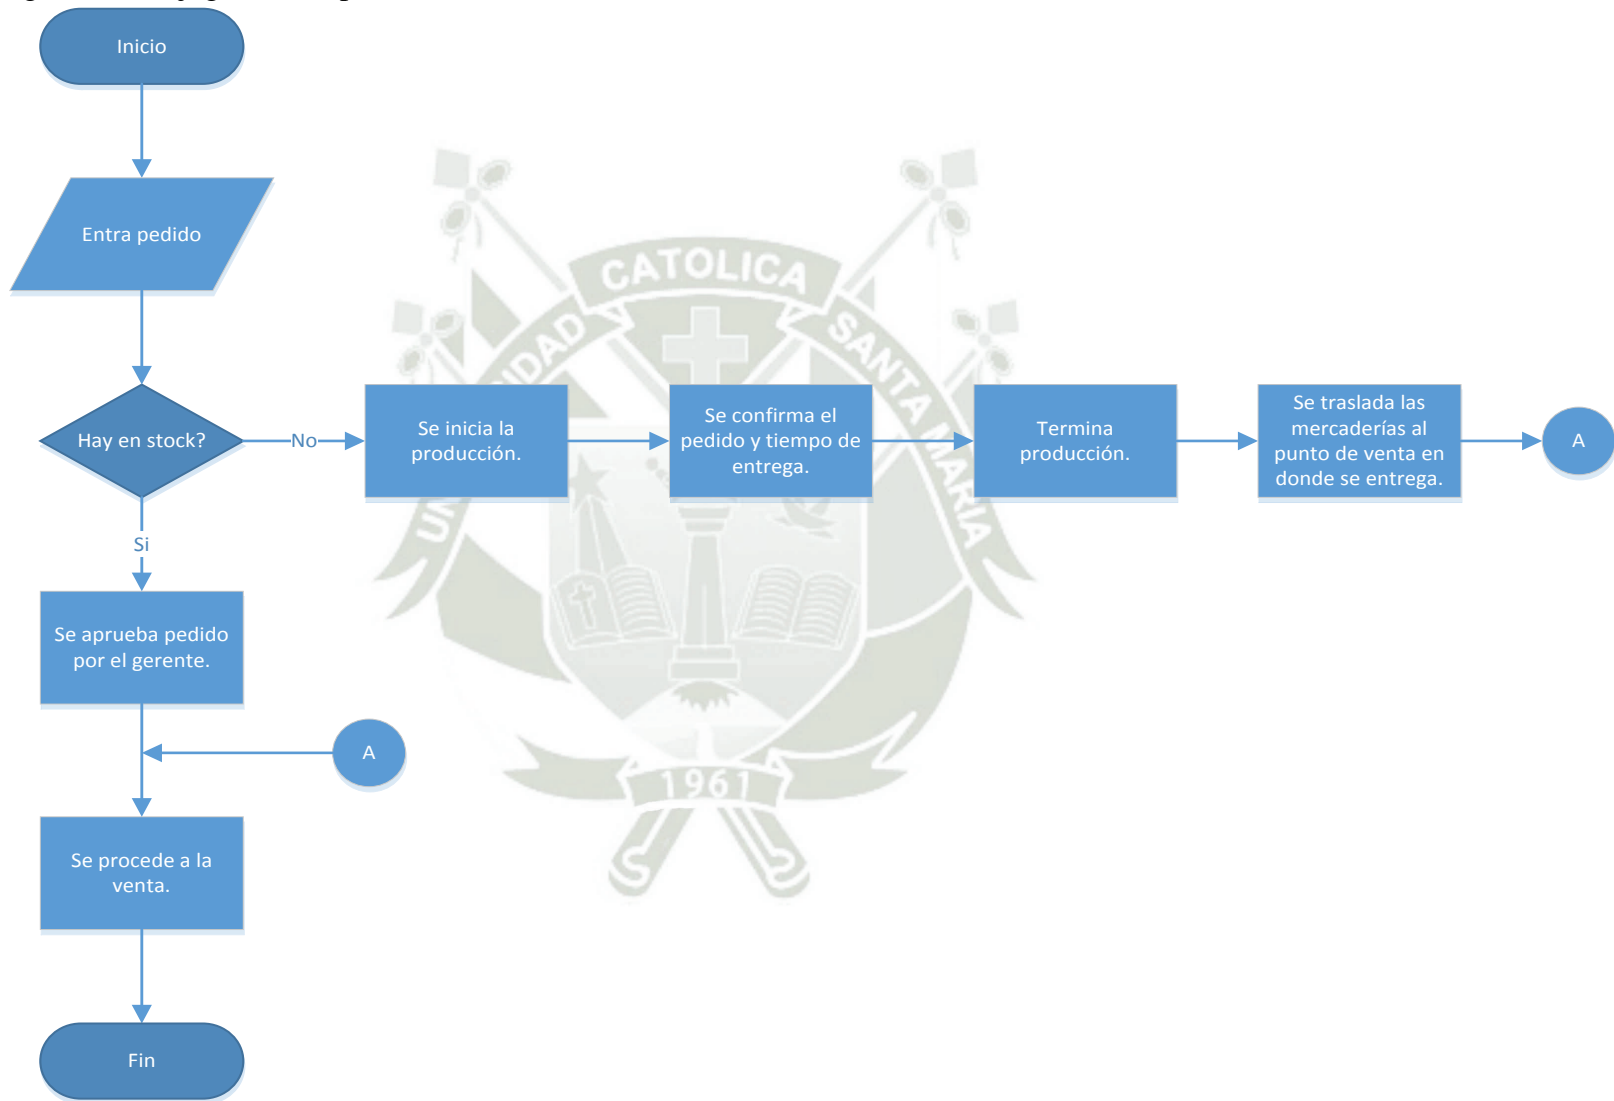 Inicio
Entra pedido
Hay en stock?
No
Se inicia la
producción.
Se confirma el
pedido y tiempo de
entrega.
Termina
producción.
Se traslada las
mercaderías al
punto de venta en
donde se entrega.
A
Si
Se aprueba pedido
por el gerente.
A
Se procede a la
venta.
Fin
CATOLICA
SANTA MARIA
1961